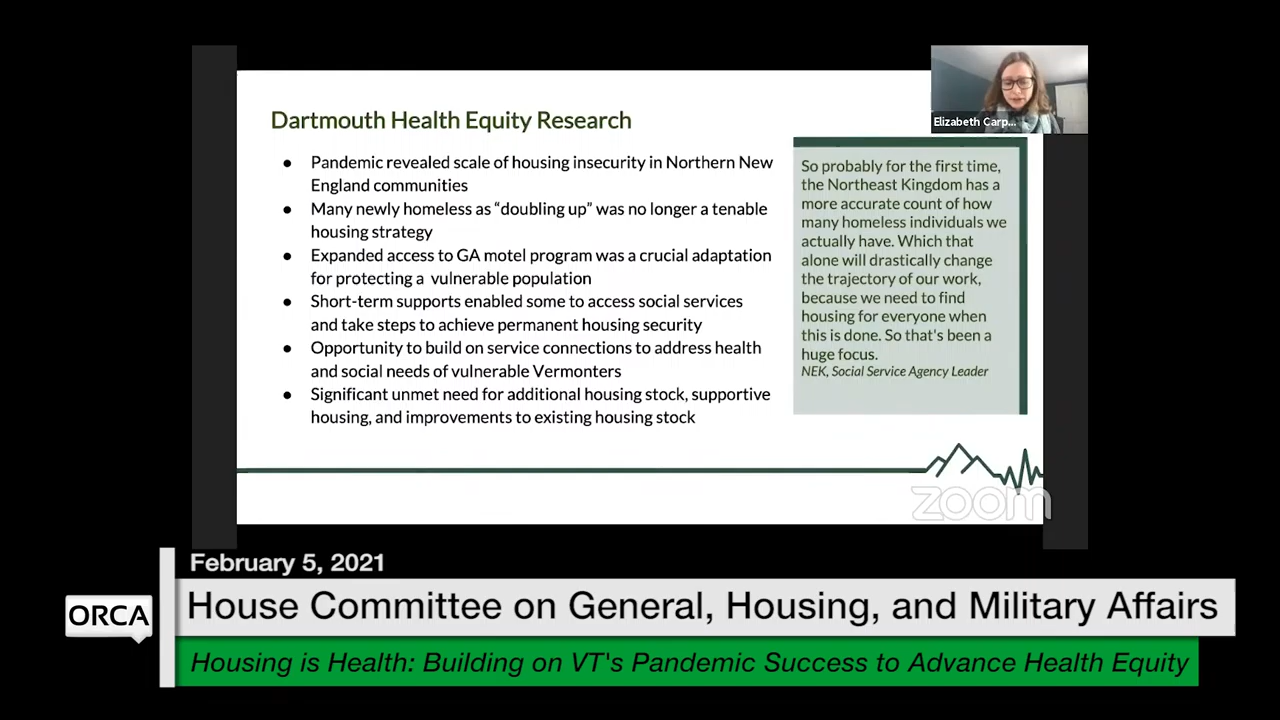 Dartmouth Health Equity Research
● Pandemic revealed scale of housing insecurity in Northern New
England communities
● Many newly homeless as “doubling up” was no longer a tenable
housing strategy
● Expanded access to GA motel program was a crucial adaptation
for protecting a vulnerable population
● Short-term supports enabled some to access social services
and take steps to achieve permanent housing security
● Opportunity to build on service connections to address health
and social needs of vulnerable Vermonters
● Significant unmet need for additional housing stock, supportive
housing, and improvements to existing housing stock
Elizabeth Carp...
So probably for the first time,
the Northeast Kingdom has a
more accurate count of how
many homeless individuals we
actually have. Which that
alone will drastically change
the trajectory of our work,
because we need to find
housing for everyone when
this is done. So that's been a
huge focus.
NEK, Social Service Agency Leader
zoom
February 5, 2021
ORCA
House Committee on General, Housing, and Military Affairs
Housing is Health: Building on VT's Pandemic Success to Advance Health Equity